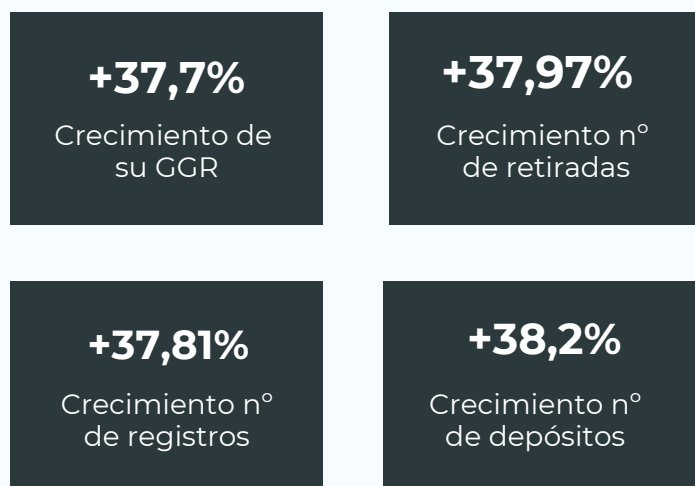 +37,7%
Crecimiento de
su GGR
+37,97%
Crecimiento nº
de retiradas
+37,81%
Crecimiento nº
de registros
+38,2%
Crecimiento nº
de depósitos